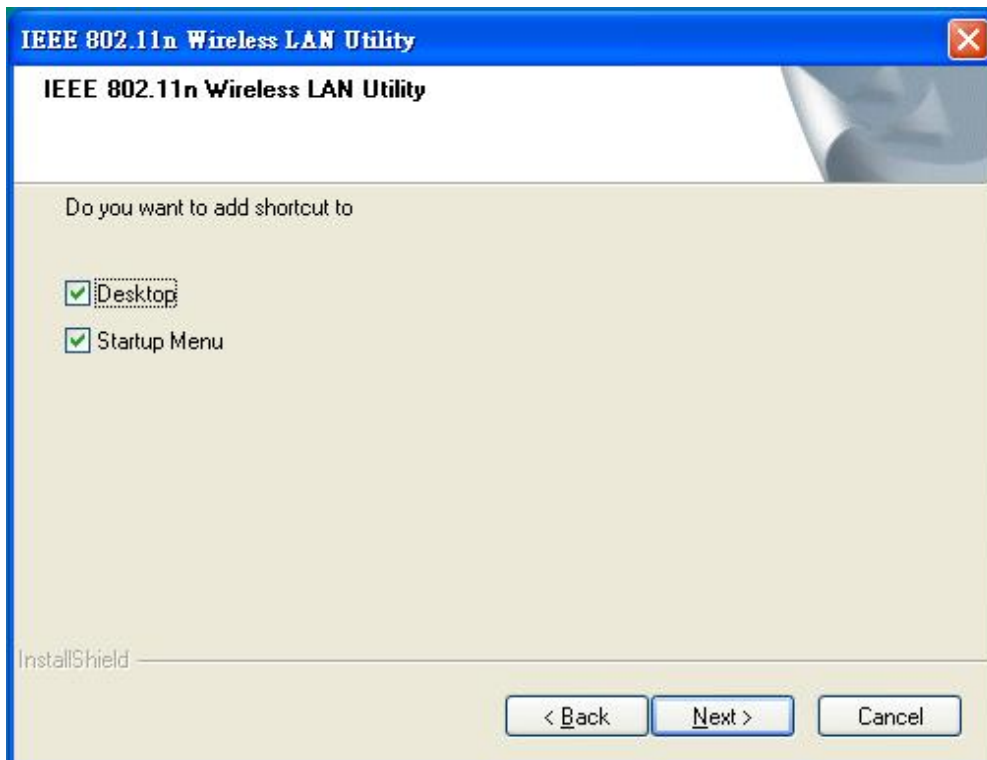 IEEE 802.11n Wireless LAN Utility
IEEE 802.11n Wireless LAN Utility
Do you want to add shortcut to
Desktop
Startup Menu
InstallShield
< Back Next > Cancel